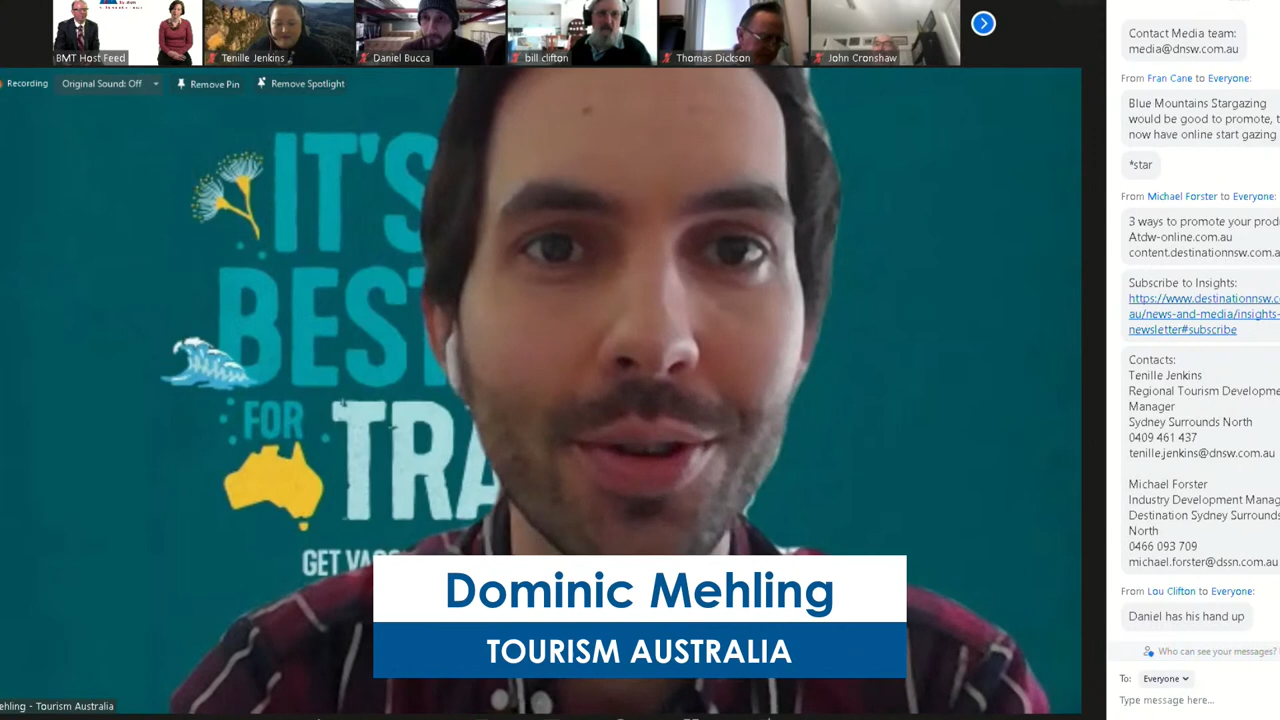 BMT Host Feed
Tenille Jenkins
Daniel Bucca
bill clifton
Thomas Dickson
John Cronshaw
Recording
Original Sound: Off
Remove Pin
Remove Spotlight
IT'S
BEST
FOR TRA
GET VACC
Dominic Mehling
TOURISM AUSTRALIA
ehling - Tourism Australia
Contact Media team:
media@dnsw.com.au
From Fran Cane to Everyone:
Blue Mountains Stargazing
would be good to promote, t
now have online start gazing
*star
From Michael Forster to Everyone:
3 ways to promote your produ
Atdw-online.com.au
content.destinationnsw.com.a
Subscribe to Insights:
https://www.destinationnsw.c
au/news-and-media/insights-
newsletter#subscribe
Contacts:
Tenille Jenkins
Regional Tourism Developme
Manager
Sydney Surrounds North
0409 461 437
tenille.jenkins@dnsw.com.au
Michael Forster
Industry Development Manag
Destination Sydney Surrounds
North
0466 093 709
michael.forster@dssn.com.au
From Lou Clifton to Everyone:
Daniel has his hand up
Who can see your messages?
To: Everyone
Type message here...